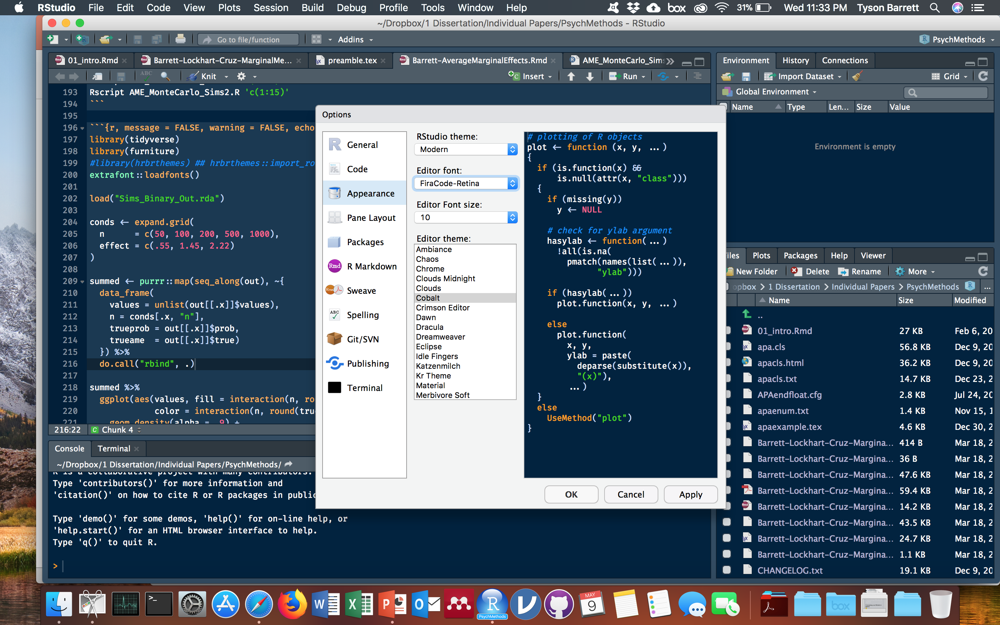 RStudio File Edit Code View Plots Session Build Debug Profile Tools Window Help box 31% Wed 11:33 PM Tyson Barrett
~/Dropbox/1 Dissertation/Individual Papers/PsychMethods - RStudio
Go to file/function Addins PsychMethods
01_intro.Rmd Barrett-Lockhart-Cruz-MarginalMe... preamble.tex Barrett-AverageMarginalEffects.Rmd AME_MonteCarlo_Sims
ABC Knit Insert Run
193 Rscript AME_MonteCarlo_Sims2.R 'c(1:15)'
194 ```
195
196 ```{r, message = FALSE, warning = FALSE, echo
197 library(tidyverse)
198 library(furniture)
199 #library(hrbrthemes) ## hrbrthemes::import_ro
200 extrafont::loadfonts()
201
202 load("Sims_Binary_Out.rda")
203
204 conds <- expand.grid(
205 n = c(50, 100, 200, 500, 1000),
206 effect = c(.55, 1.45, 2.22)
207 )
208
209 summed <- purrr::map(seq_along(out), ~{
210 data_frame(
211 values = unlist(out[[.x]]$values),
212 n = conds[.x, "n"],
213 trueprob = out[[.x]]$prob,
214 trueame = out[[.x]]$true)
215 }) %>%
216 do.call("rbind", .)
217
218 summed %>%
219 ggplot(aes(values, fill = interaction(n, ro
220 color = interaction(n, round(tru
221 geom_density(alpha = .9) +
216:22 C Chunk 4
Console Terminal
~/Dropbox/1 Dissertation/Individual Papers/PsychMethods/
R is a collaborative project with many contributors.
Type 'contributors()' for more information and
'citation()' on how to cite R or R packages in public
Type 'demo()' for some demos, 'help()' for on-line help, or
'help.start()' for an HTML browser interface to help.
Type 'q()' to quit R.
>
Options
R General
Code
Appearance
Pane Layout
Packages
Rmd R Markdown
Rnw Sweave
ABC Spelling
Git/SVN
Publishing
Terminal
RStudio theme:
Modern
Editor font:
FiraCode-Retina
Editor Font size:
10
Editor theme:
Ambiance
Chaos
Chrome
Clouds Midnight
Clouds
Cobalt
Crimson Editor
Dawn
Dracula
Dreamweaver
Eclipse
Idle Fingers
Katzenmilch
Kr Theme
Material
Merbivore Soft
# plotting of R objects
plot <- function (x, y, ... )
{
if (is.function(x) &&
is.null(attr(x, "class")))
{
if (missing(y))
y <- NULL
# check for ylab argument
hasylab <- function( ... )
!all(is.na(
pmatch(names(list( ... )),
"ylab")))
if (hasylab( ... ))
plot.function(x, y, ... )
else
plot.function(
x, y,
ylab = paste(
deparse(substitute(x)),
"(x)"),
... )
}
else
UseMethod("plot")
}
OK Cancel Apply
Environment History Connections
Import Dataset Grid
Global Environment
Name Type Len... Size Value
Environment is empty
iles Plots Packages Help Viewer
New Folder Delete Rename More
opbox > 1 Dissertation > Individual Papers > PsychMethods ...
Name Size Modified
..
01_intro.Rmd 27 KB Feb 6, 20
apa.cls 56.8 KB Dec 9, 20
apacls.html 36.2 KB Dec 9, 20
apacls.txt 14.7 KB Dec 23, 2
APAendfloat.cfg 2.8 KB Jul 24, 20
apaenum.txt 1.4 KB Nov 15, 1
apaexample.tex 4.6 KB Dec 30, 2
Barrett-Lockhart-Cruz-Margina... 414 B Mar 18, 2
Barrett-Lockhart-Cruz-Margina... 36 B Mar 18, 2
Barrett-Lockhart-Cruz-Margina... 47.6 KB Mar 18, 2
Barrett-Lockhart-Cruz-Margina... 59.4 KB Mar 18, 2
Barrett-Lockhart-Cruz-Margina... 14.2 KB Mar 18, 2
Barrett-Lockhart-Cruz-Margina... 43.5 KB Mar 18, 2
Barrett-Lockhart-Cruz-Margina... 24.7 KB Mar 18, 2
Barrett-Lockhart-Cruz-Margina... 1.1 KB Mar 18, 2
CHANGELOG.txt 19.1 KB Dec 9, 20
>_ W X P O R MAY 9 box
PsychMethods